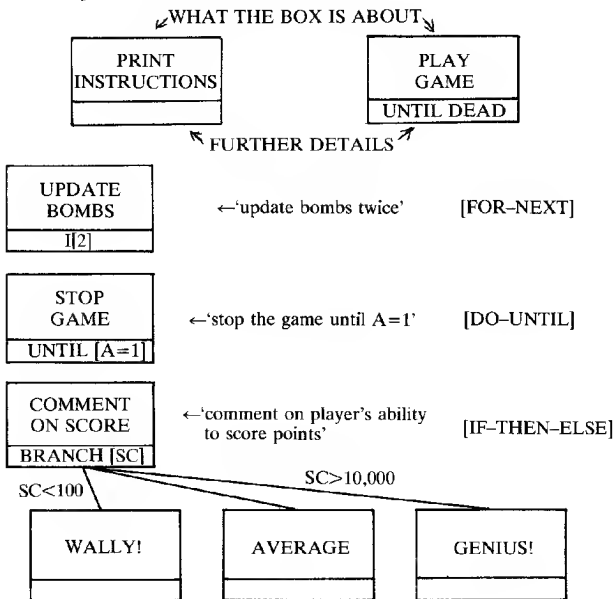 WHAT THE BOX IS ABOUT
PRINT
INSTRUCTIONS
PLAY
GAME
UNTIL DEAD
FURTHER DETAILS
UPDATE
BOMBS
I[2]
←‘update bombs twice’ [FOR–NEXT]
STOP
GAME
UNTIL [A=1]
←‘stop the game until A=1’ [DO–UNTIL]
COMMENT
ON SCORE
BRANCH [SC]
←‘comment on player's ability
to score points’
[IF–THEN–ELSE]
SC<100
SC>10,000
WALLY!
AVERAGE
GENIUS!